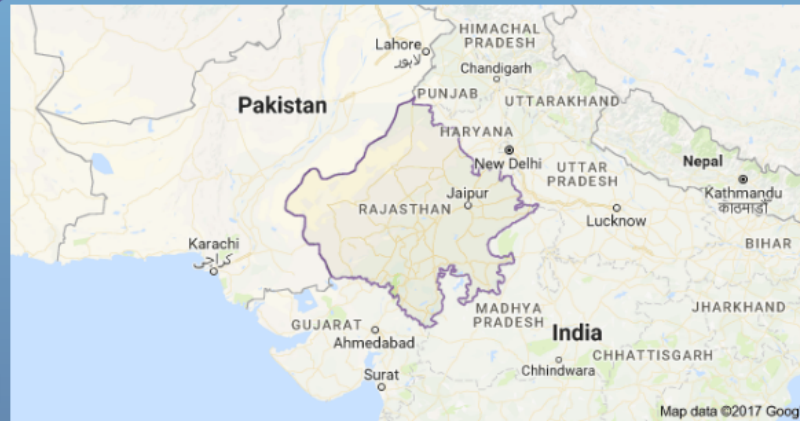 HIMACHAL
PRADESH
Lahore
لاہور
Chandigarh
PUNJAB
UTTARAKHAND
Pakistan
HARYANA
New Delhi
UTTAR
PRADESH
Nepal
Kathmandu
काठमाडौं
Jaipur
RAJASTHAN
Lucknow
Karachi
کراچی
BIHAR
GUJARAT
Ahmedabad
MADHYA
PRADESH
India
JHARKHAND
CHHATTISGARH
Chhindwara
Surat
Map data ©2017 Goog